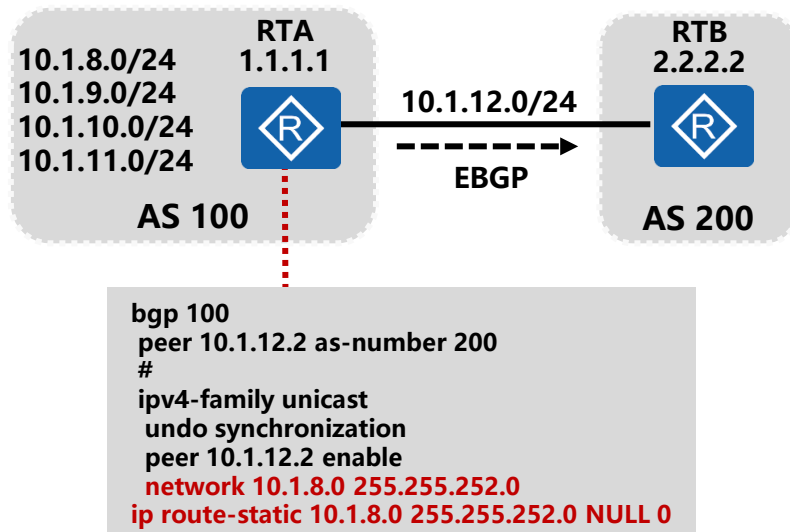 RTA
1.1.1.1
10.1.8.0/24
10.1.9.0/24
10.1.10.0/24
10.1.11.0/24
R
AS 100
10.1.12.0/24
EBGP
RTB
2.2.2.2
R
AS 200
bgp 100
peer 10.1.12.2 as-number 200
#
ipv4-family unicast
undo synchronization
peer 10.1.12.2 enable
network 10.1.8.0 255.255.252.0
ip route-static 10.1.8.0 255.255.252.0 NULL 0